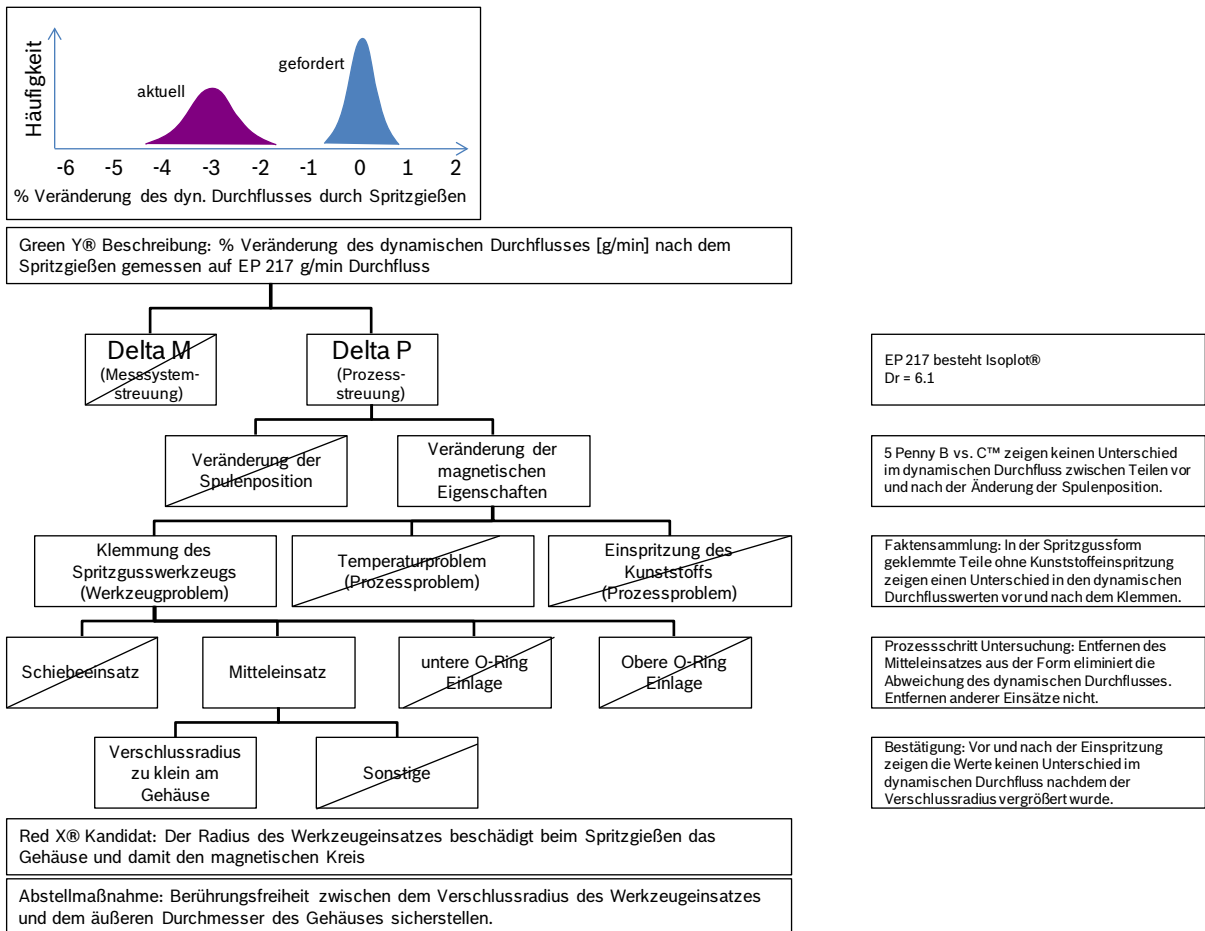 Häufigkeit
aktuell
gefordert
-6 -5 -4 -3 -2 -1 0 1 2
% Veränderung des dyn. Durchflusses durch Spritzgießen
Green Y® Beschreibung: % Veränderung des dynamischen Durchflusses [g/min] nach dem
Spritzgießen gemessen auf EP 217 g/min Durchfluss
Delta M
(Messsystem-
streuung)
Delta P
(Prozess-
streuung)
EP 217 besteht Isoplot®
Dr = 6.1
Veränderung der
Spulenposition
Veränderung der
magnetischen
Eigenschaften
5 Penny B vs. C™ zeigen keinen Unterschied
im dynamischen Durchfluss zwischen Teilen vor
und nach der Änderung der Spulenposition.
Klemmung des
Spritzgusswerkzeugs
(Werkzeugproblem)
Temperaturproblem
(Prozessproblem)
Einspritzung des
Kunststoffs
(Prozessproblem)
Faktensammlung: In der Spritzgussform
geklemmte Teile ohne Kunststoffeinspritzung
zeigen einen Unterschied in den dynamischen
Durchflusswerten vor und nach dem Klemmen.
Schiebeeinsatz
Mitteleinsatz
untere O-Ring
Einlage
Obere O-Ring
Einlage
Prozessschritt Untersuchung: Entfernen des
Mitteleinsatzes aus der Form eliminiert die
Abweichung des dynamischen Durchflusses.
Entfernen anderer Einsätze nicht.
Verschlussradius
zu klein am
Gehäuse
Sonstige
Bestätigung: Vor und nach der Einspritzung
zeigen die Werte keinen Unterschied im
dynamischen Durchfluss nachdem der
Verschlussradius vergrößert wurde.
Red X® Kandidat: Der Radius des Werkzeugeinsatzes beschädigt beim Spritzgießen das
Gehäuse und damit den magnetischen Kreis
Abstellmaßnahme: Berührungsfreiheit zwischen dem Verschlussradius des Werkzeugeinsatzes
und dem äußeren Durchmesser des Gehäuses sicherstellen.